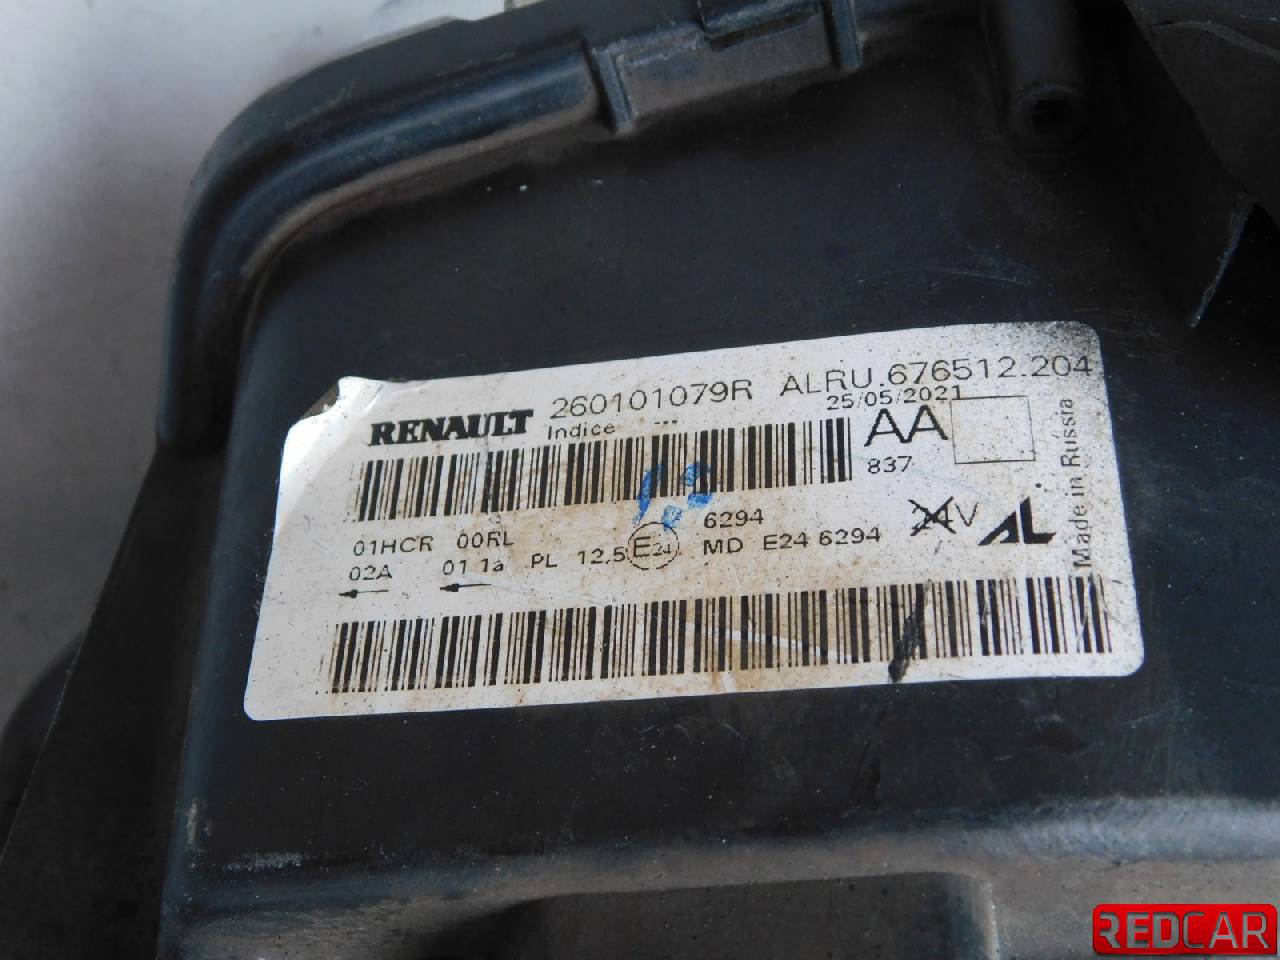 RENAULT 260101079R ALRU.676512.204
Indice --- 25/05/2021
AA
837
01HCR 00RL 6294 24V AL
02A 01 1a PL 12,5 E24 MD E24 6294
Made in Russia
REDCAR